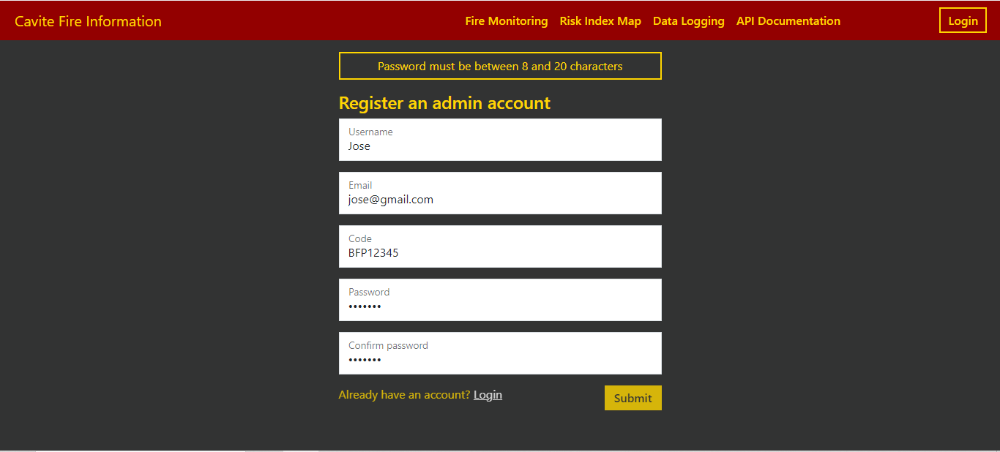 Cavite Fire Information
Fire Monitoring Risk Index Map Data Logging API Documentation Login
Password must be between 8 and 20 characters
Register an admin account
Username
Jose
Email
jose@gmail.com
Code
BFP12345
Password
•••••••
Confirm password
•••••••
Already have an account? Login
Submit